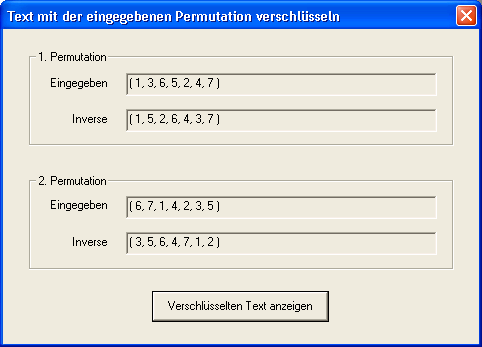 Text mit der eingegebenen Permutation verschlüsseln
1. Permutation
Eingegeben ( 1, 3, 6, 5, 2, 4, 7 )
Inverse ( 1, 5, 2, 6, 4, 3, 7 )
2. Permutation
Eingegeben ( 6, 7, 1, 4, 2, 3, 5 )
Inverse ( 3, 5, 6, 4, 7, 1, 2 )
Verschlüsselten Text anzeigen